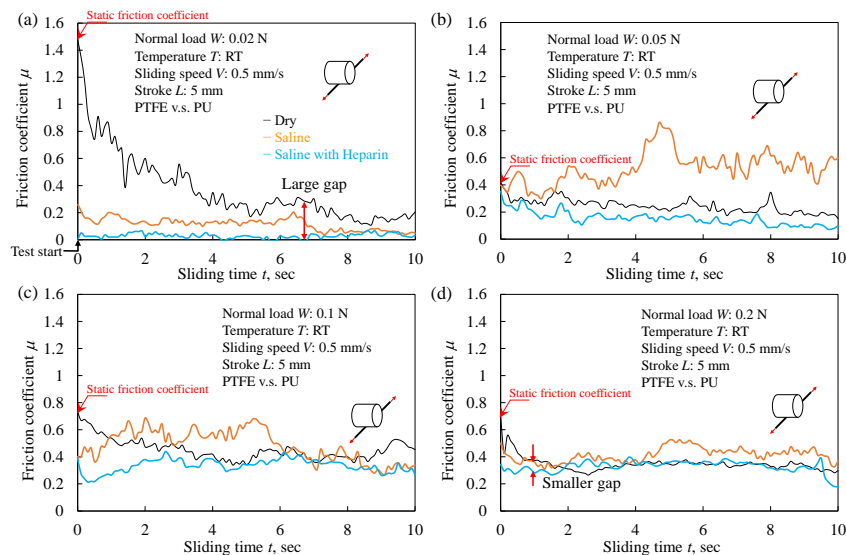 (a)
Static friction coefficient
Normal load W: 0.02 N
Temperature T: RT
Sliding speed V: 0.5 mm/s
Stroke L: 5 mm
PTFE v.s. PU
Dry
Saline
Saline with Heparin
Large gap
Test start
Friction coefficient μ
1.6
1.4
1.2
1
0.8
0.6
0.4
0.2
0
0 2 4 6 8 10
Sliding time t, sec
(b)
Normal load W: 0.05 N
Temperature T: RT
Sliding speed V: 0.5 mm/s
Stroke L: 5 mm
PTFE v.s. PU
Static friction coefficient
Friction coefficient μ
1.6
1.4
1.2
1
0.8
0.6
0.4
0.2
0
0 2 4 6 8 10
Sliding time t, sec
(c)
Normal load W: 0.1 N
Temperature T: RT
Sliding speed V: 0.5 mm/s
Stroke L: 5 mm
PTFE v.s. PU
Static friction coefficient
Friction coefficient μ
1.6
1.4
1.2
1
0.8
0.6
0.4
0.2
0
0 2 4 6 8 10
Sliding time t, sec
(d)
Normal load W: 0.2 N
Temperature T: RT
Sliding speed V: 0.5 mm/s
Stroke L: 5 mm
PTFE v.s. PU
Static friction coefficient
Smaller gap
Friction coefficient μ
1.6
1.4
1.2
1
0.8
0.6
0.4
0.2
0
0 2 4 6 8 10
Sliding time t, sec